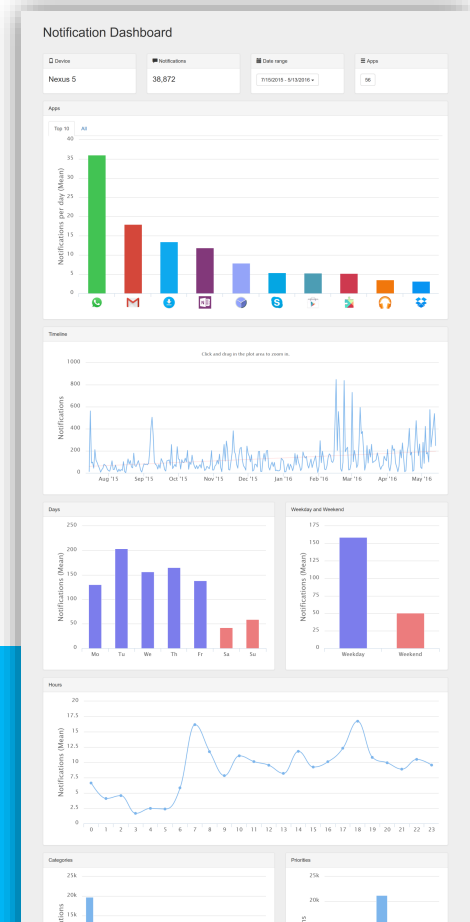 Notification Dashboard
Device
Notifications
Date range
Apps
Nexus 5
38,872
7/15/2015 - 5/13/2016
56
Apps
Top 10 All
40
35
30
25
20
15
10
5
0
Notifications per day (Mean)
Timeline
Click and drag in the plot area to zoom in.
1000
800
600
400
200
0
Notifications
Aug '15 Sep '15 Oct '15 Nov '15 Dec '15 Jan '16 Feb '16 Mar '16 Apr '16 May '16
Days
250
200
150
100
50
0
Notifications (Mean)
Mo Tu We Th Fr Sa Su
Weekday and Weekend
175
150
125
100
75
50
25
0
Notifications (Mean)
Weekday Weekend
Hours
20
17.5
15
12.5
10
7.5
5
2.5
0
Notifications (Mean)
0 1 2 3 4 5 6 7 8 9 10 11 12 13 14 15 16 17 18 19 20 21 22 23
Categories
25k
20k
15k
Priorities
25k
20k